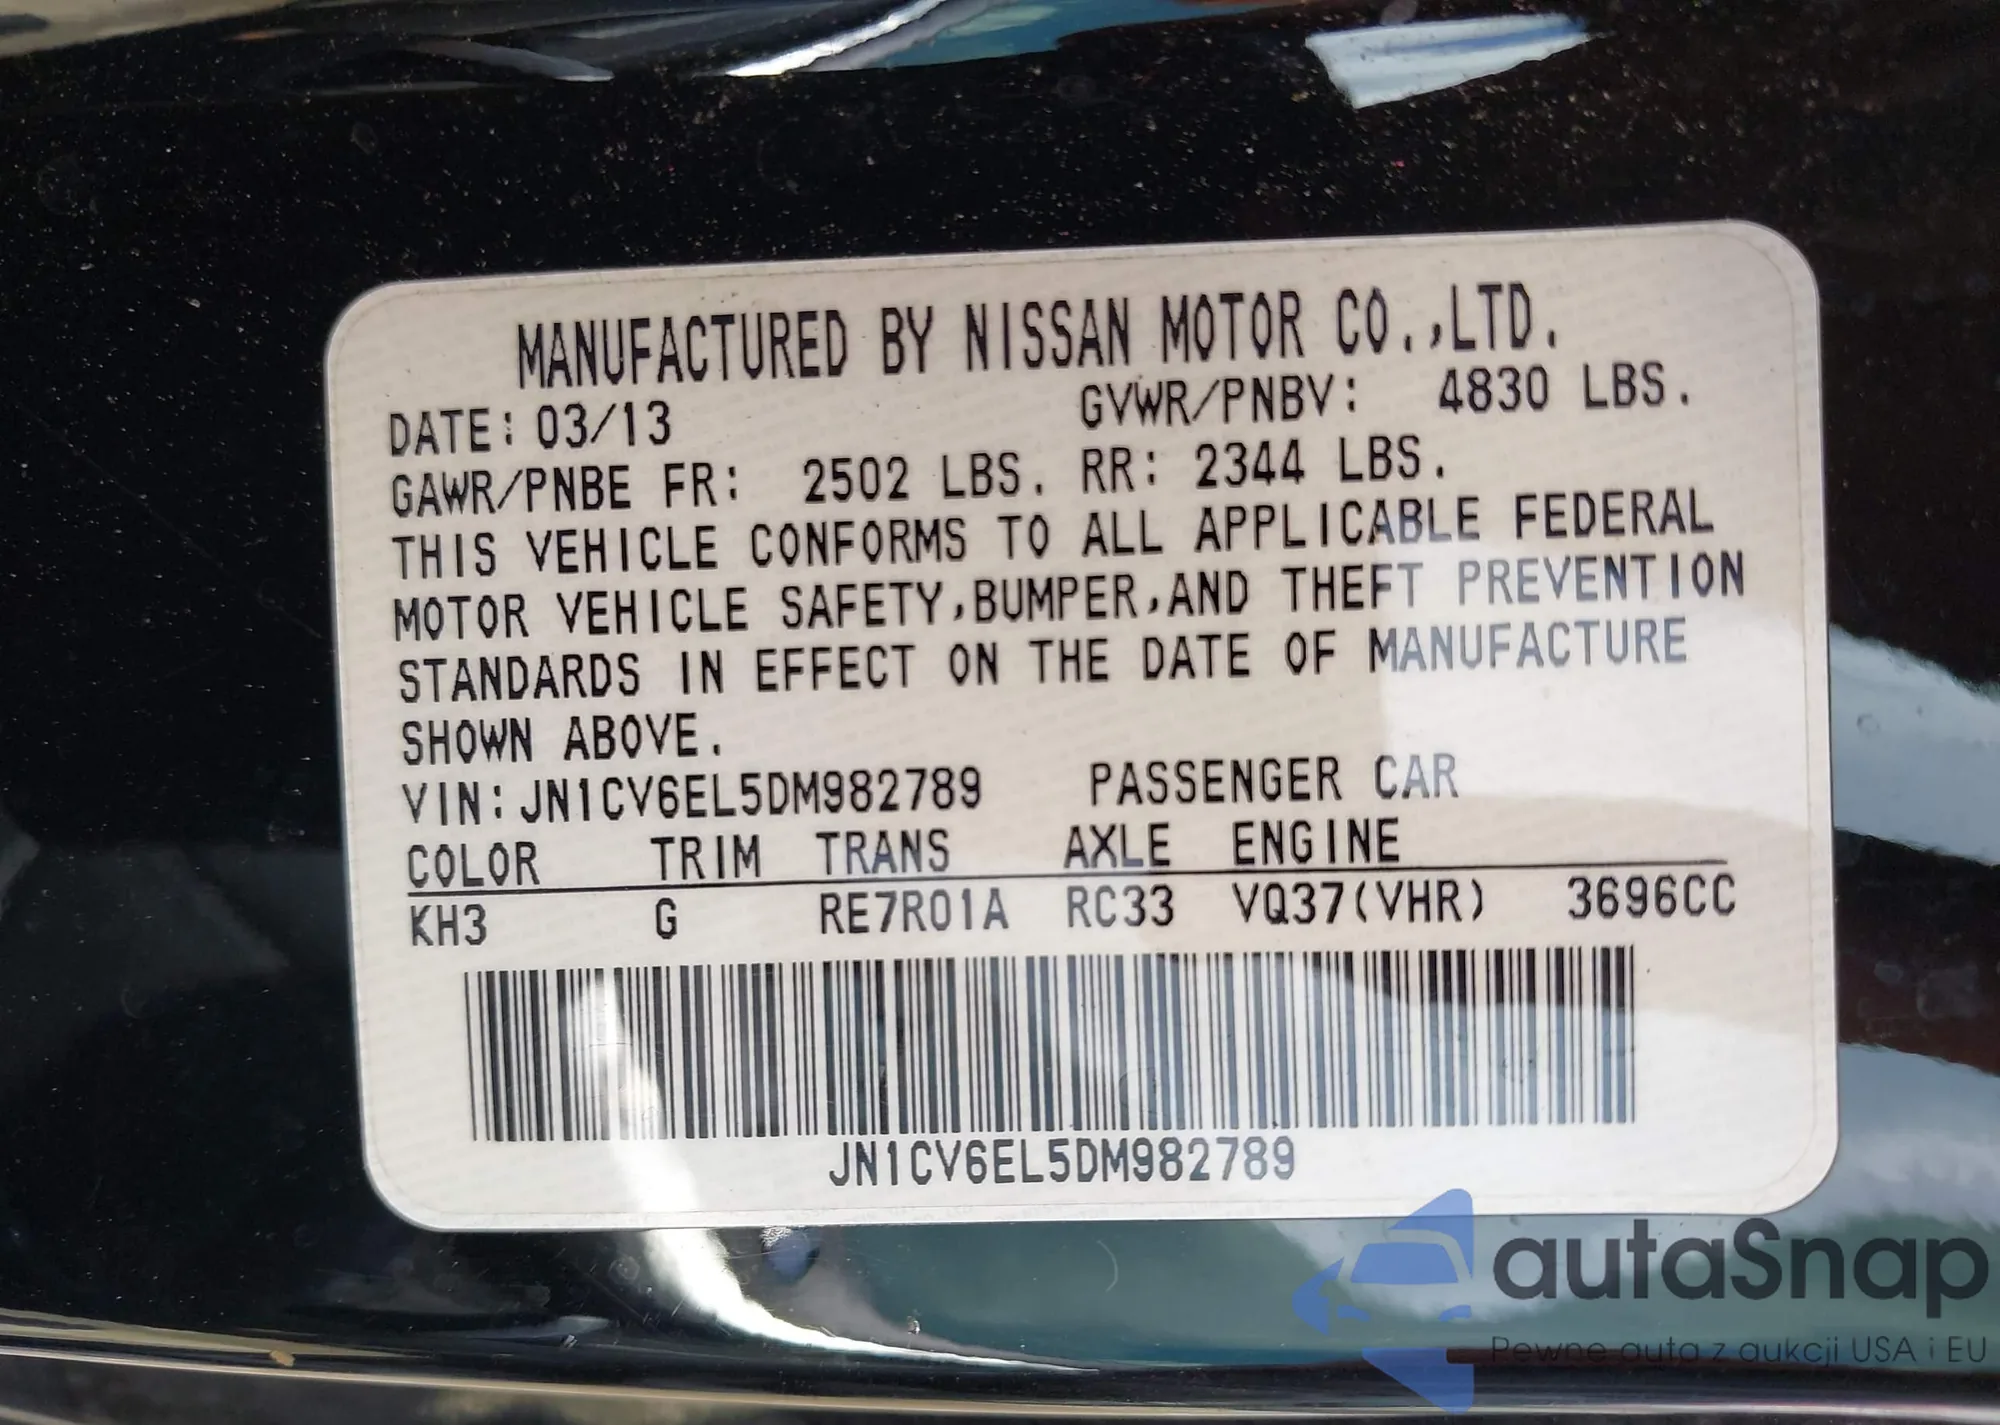 MANUFACTURED BY NISSAN MOTOR CO.,LTD.
DATE: 03/13 GVWR/PNBV: 4830 LBS.
GAWR/PNBE FR: 2502 LBS. RR: 2344 LBS.
THIS VEHICLE CONFORMS TO ALL APPLICABLE FEDERAL
MOTOR VEHICLE SAFETY,BUMPER,AND THEFT PREVENTION
STANDARDS IN EFFECT ON THE DATE OF MANUFACTURE
SHOWN ABOVE.
VIN:JN1CV6EL5DM982789 PASSENGER CAR
COLOR TRIM TRANS AXLE ENGINE
KH3 G RE7R01A RC33 VQ37(VHR) 3696CC
JN1CV6EL5DM982789
autaSnap
Pewne auta z aukcji USA i EU